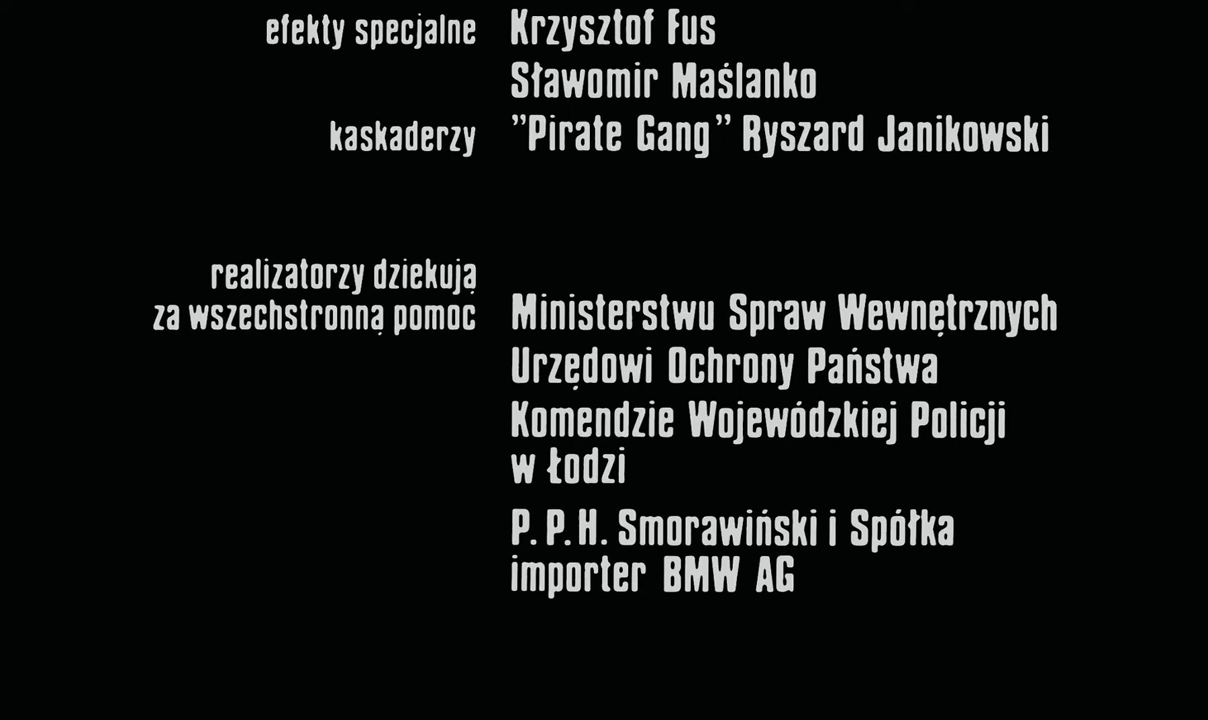 efekty specjalne Krzysztof Fus
Sławomir Maślanko
kaskaderzy ”Pirate Gang” Ryszard Janikowski
realizatorzy dziekują
za wszechstronną pomoc Ministerstwu Spraw Wewnętrznych
Urzędowi Ochrony Państwa
Komendzie Wojewódzkiej Policji
w Łodzi
P. P. H. Smorawiński i Spółka
importer BMW AG